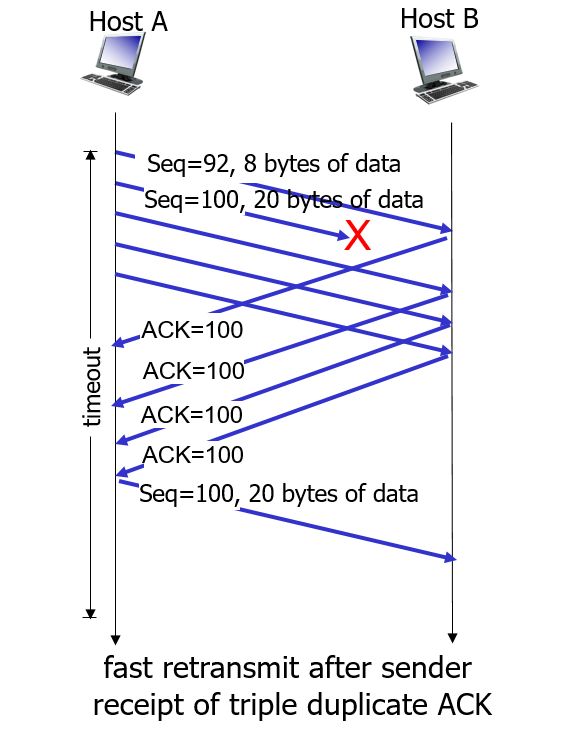 Host A
Host B
Seq=92, 8 bytes of data
Seq=100, 20 bytes of data
X
ACK=100
timeout
ACK=100
ACK=100
ACK=100
Seq=100, 20 bytes of data
fast retransmit after sender
receipt of triple duplicate ACK